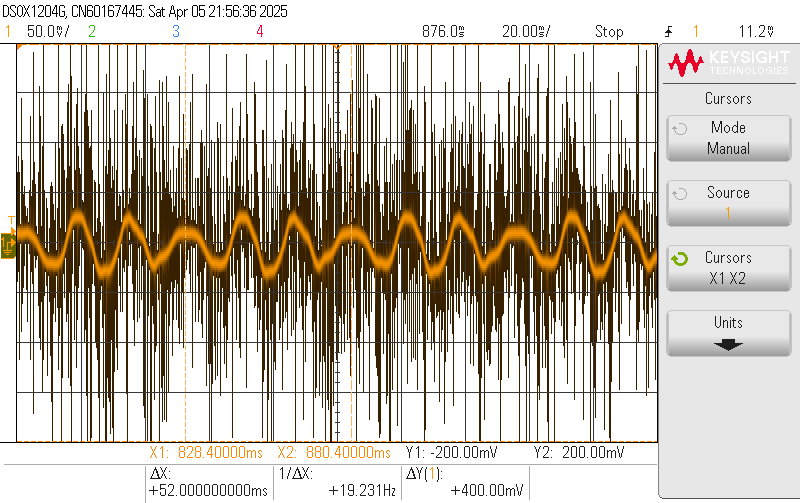 DSOX1204G, CN60167445: Sat Apr 05 21:56:36 2025
1 50.0▽/ 2 3 4 876.0ms 20.00ms/ Stop 1 11.2▽
KEYSIGHT
TECHNOLOGIES
Cursors
Mode
Manual
Source
1
Cursors
X1 X2
Units
T
X1: 828.40000ms X2: 880.40000ms Y1: -200.00mV Y2: 200.00mV
ΔX:
+52.000000000ms
1/ΔX:
+19.231Hz
ΔY(1):
+400.00mV